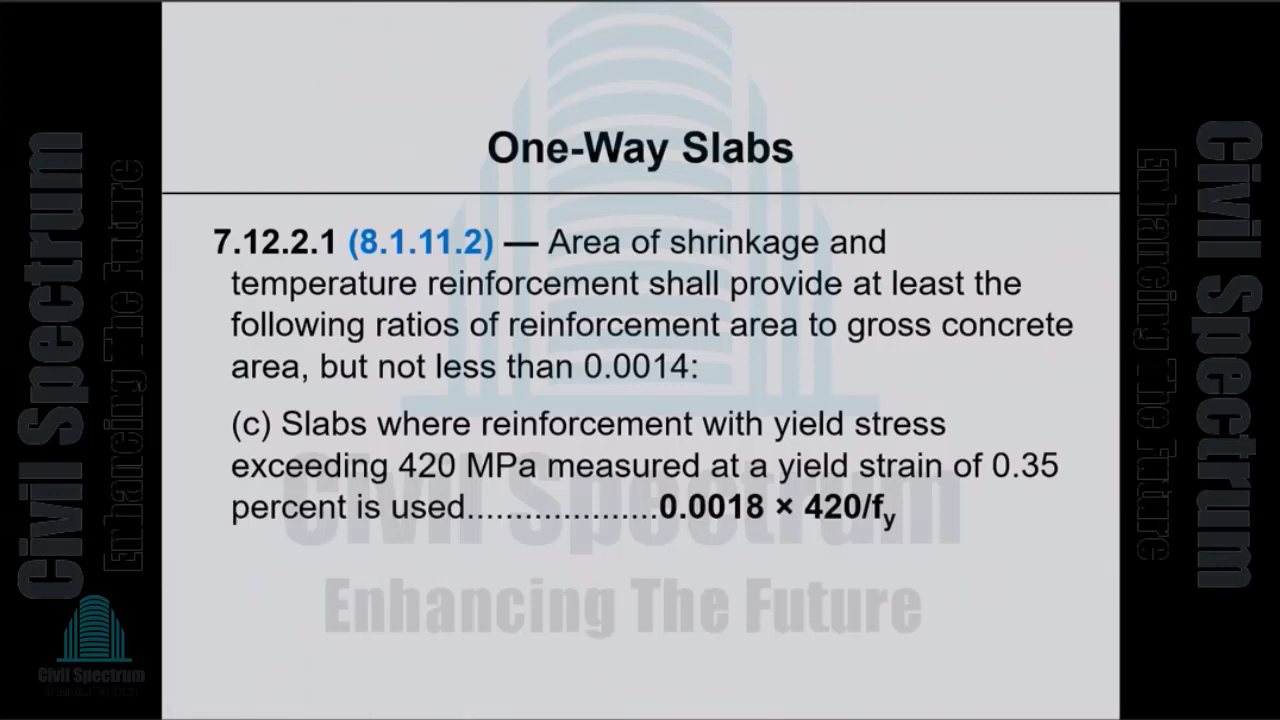 One-Way Slabs
7.12.2.1 (8.1.11.2) — Area of shrinkage and
temperature reinforcement shall provide at least the
following ratios of reinforcement area to gross concrete
area, but not less than 0.0014:
(c) Slabs where reinforcement with yield stress
exceeding 420 MPa measured at a yield strain of 0.35
percent is used....................0.0018 × 420/fy
Civil Spectrum
Enhancing The Future
Civil Spectrum
Enhancing The Future
Civil Spectrum
Enhancing The Future
Civil Spectrum